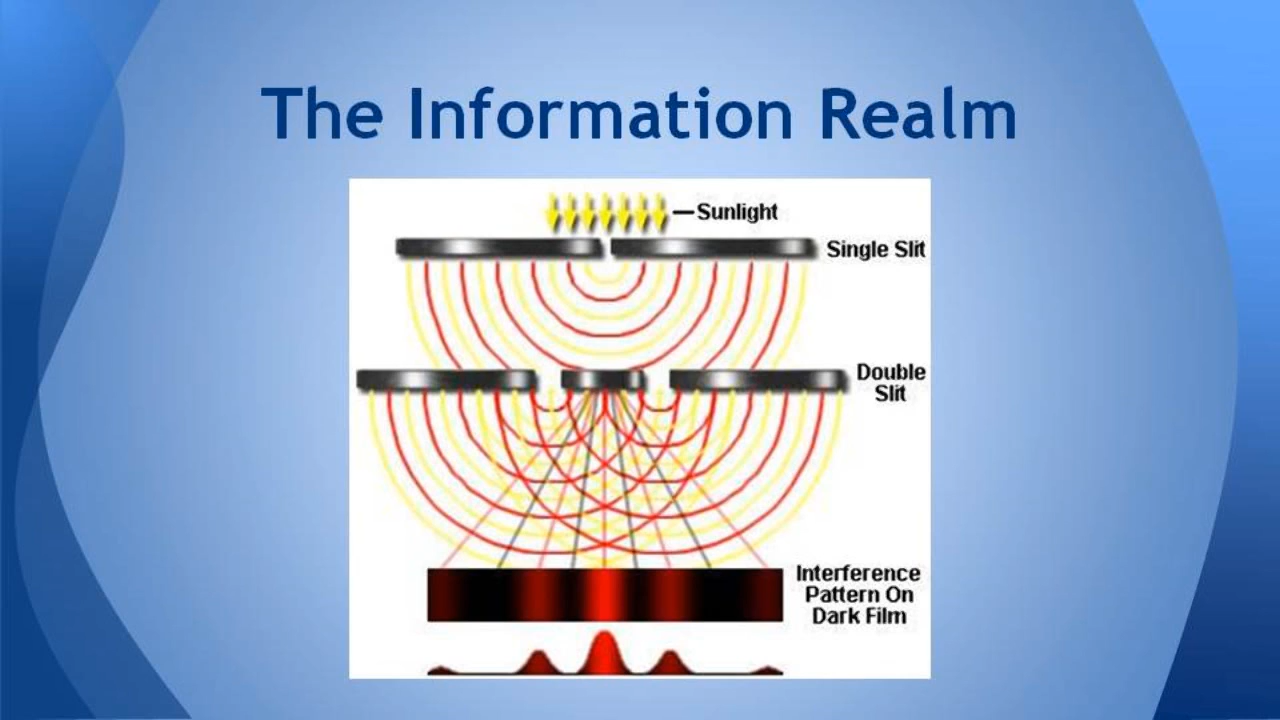 The Information Realm
Sunlight
Single Slit
Double
Slit
Interference
Pattern On
Dark Film